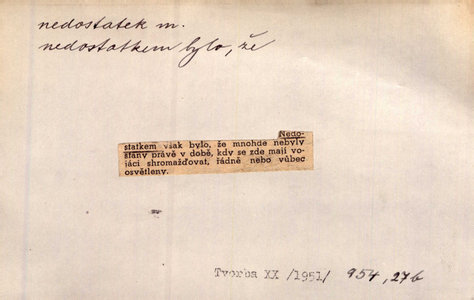 nedostatek m.
nedostatkem bylo, že
Nedo-
statkem však bylo, že mnohde nebyly
stany právě v době, kdy se zde mají vo-
jáci shromažďovat, řádně nebo vůbec
osvětleny.
Tvorba XX /1951/ 954, 27b